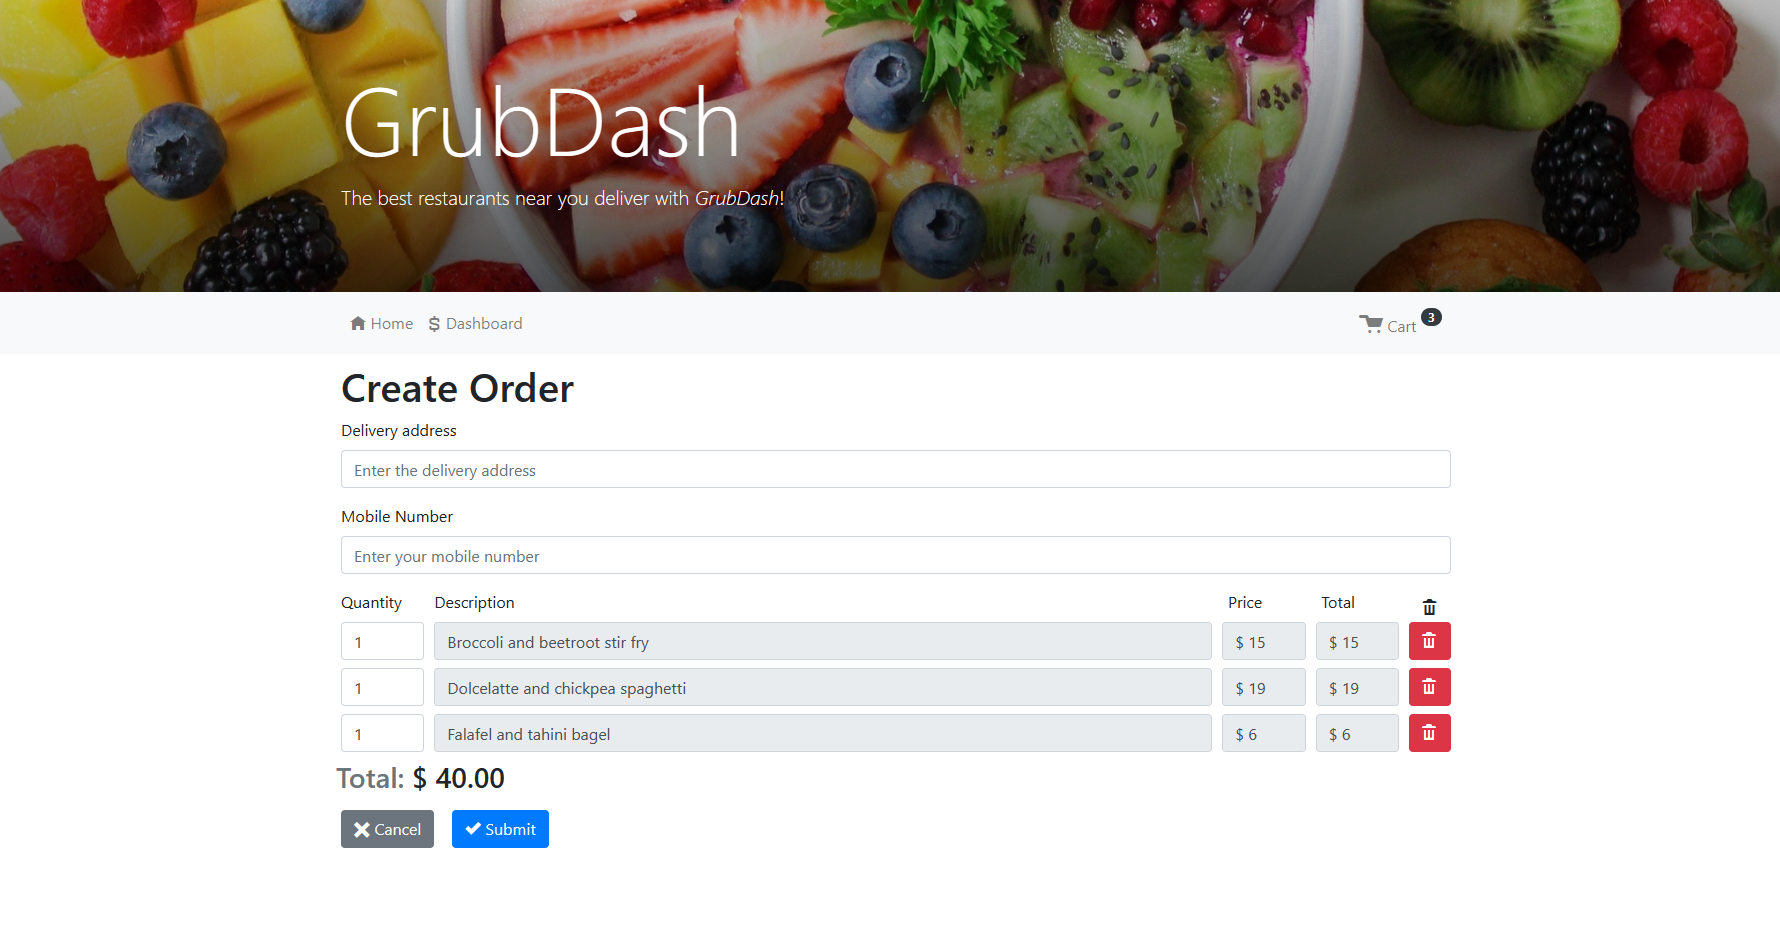 GrubDash
The best restaurants near you deliver with GrubDash!
Home Dashboard Cart 3
Create Order
Delivery address
Enter the delivery address
Mobile Number
Enter your mobile number
Quantity Description Price Total
1 Broccoli and beetroot stir fry $ 15 $ 15
1 Dolcelatte and chickpea spaghetti $ 19 $ 19
1 Falafel and tahini bagel $ 6 $ 6
Total: $ 40.00
Cancel Submit